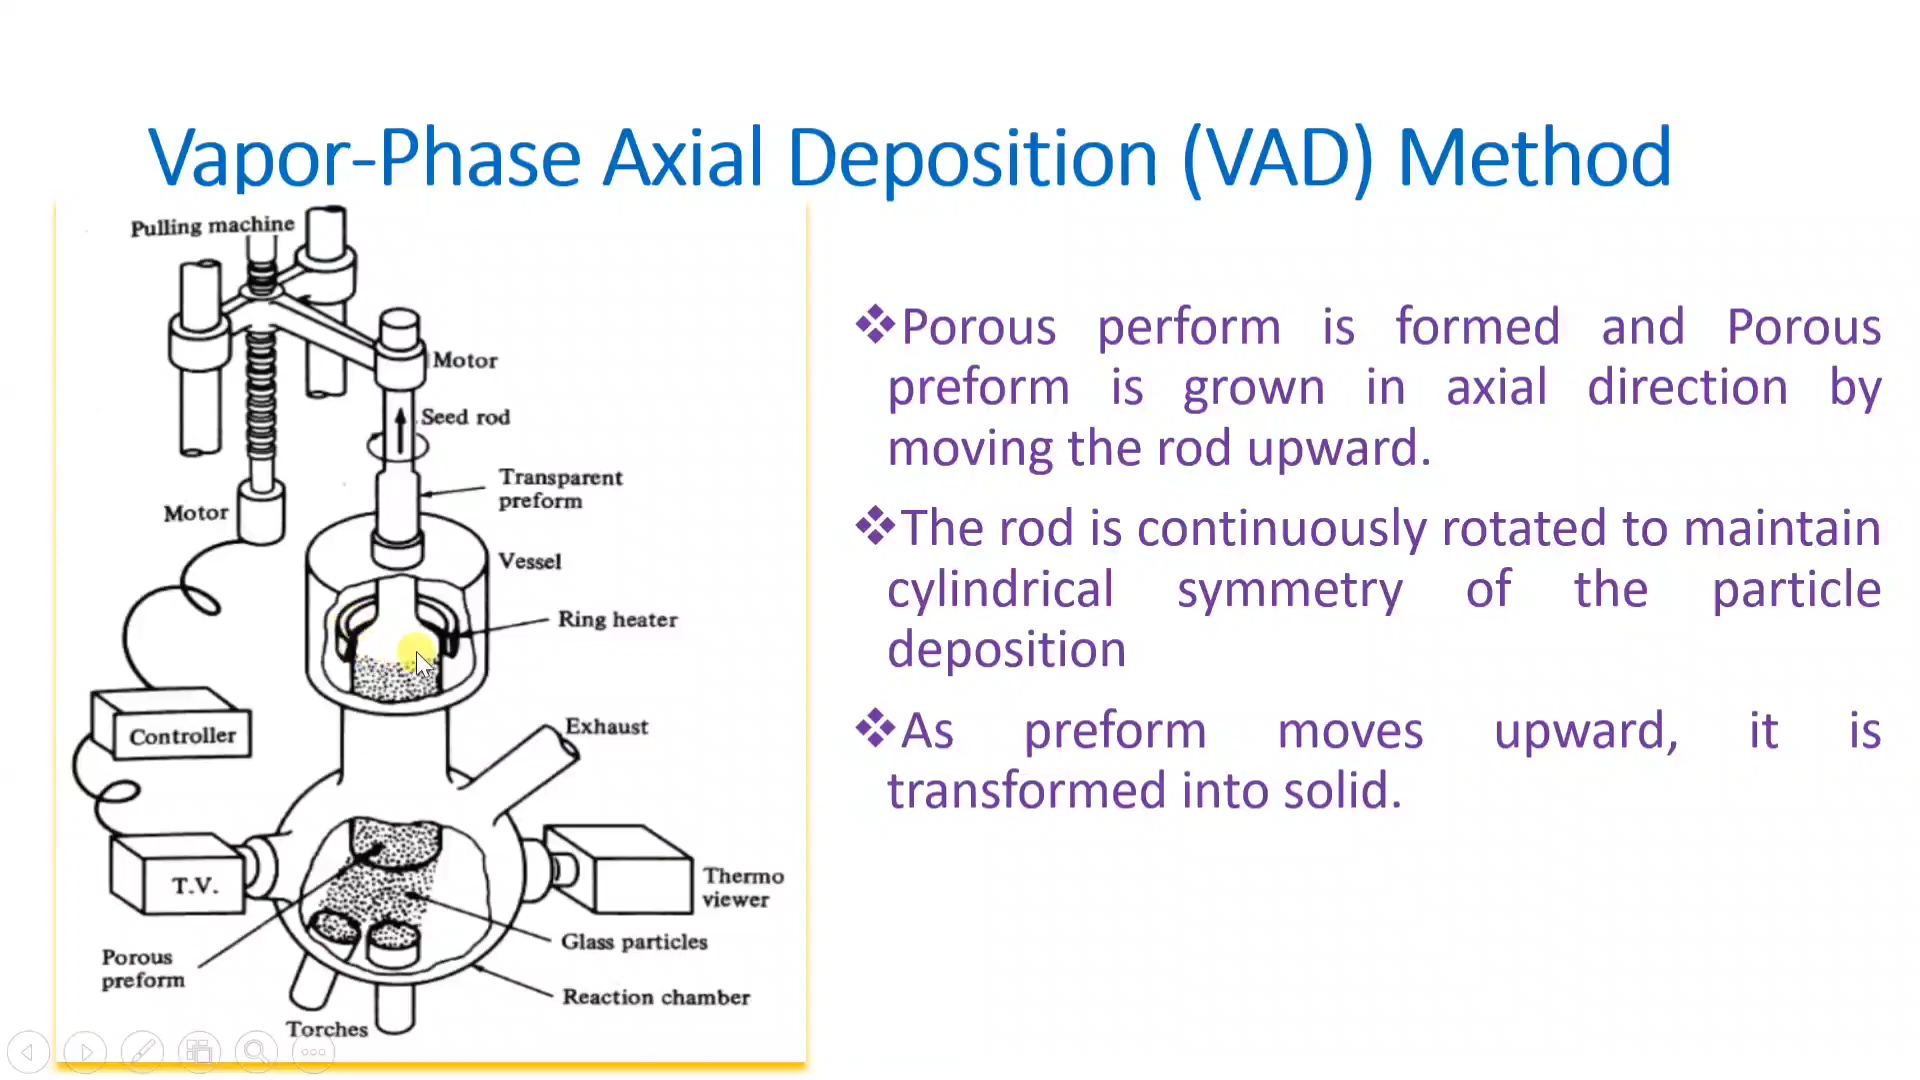 Vapor-Phase Axial Deposition (VAD) Method
Pulling machine
Motor
Seed rod
Transparent
preform
Motor
Vessel
Ring heater
Exhaust
Controller
T.V.
Thermo
viewer
Glass particles
Porous
preform
Reaction chamber
Torches
❖Porous perform is formed and Porous
preform is grown in axial direction by
moving the rod upward.
❖The rod is continuously rotated to maintain
cylindrical symmetry of the particle
deposition
❖As preform moves upward, it is
transformed into solid.